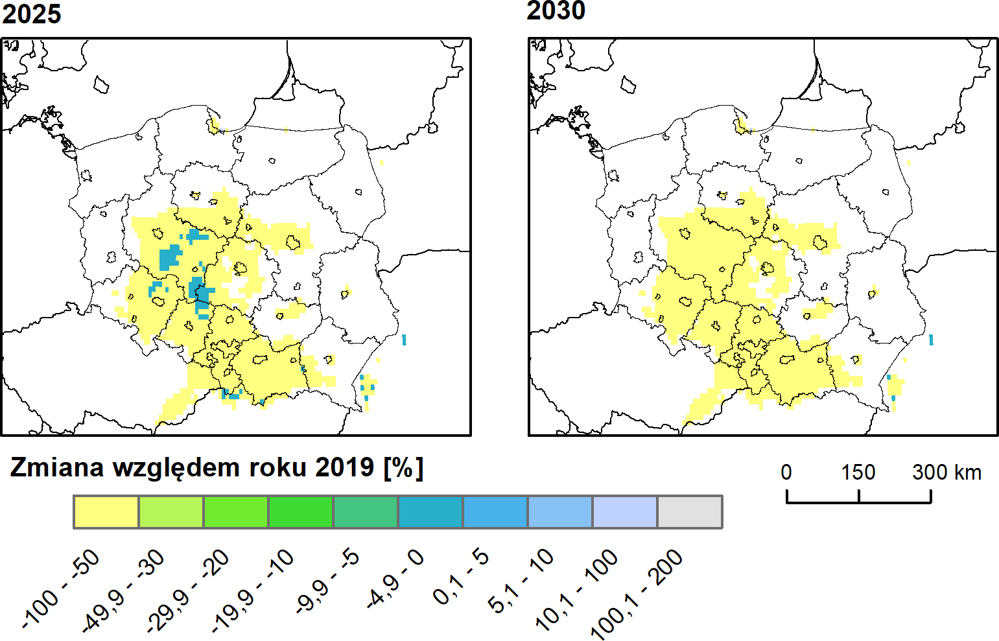 2025
2030
Zmiana względem roku 2019 [%]
0 150 300 km
-100 - -50
-49,9 - -30
-29,9 - -20
-19,9 - -10
-9,9 - -5
-4,9 - 0
0,1 - 5
5,1 - 10
10,1 - 100
100,1 - 200